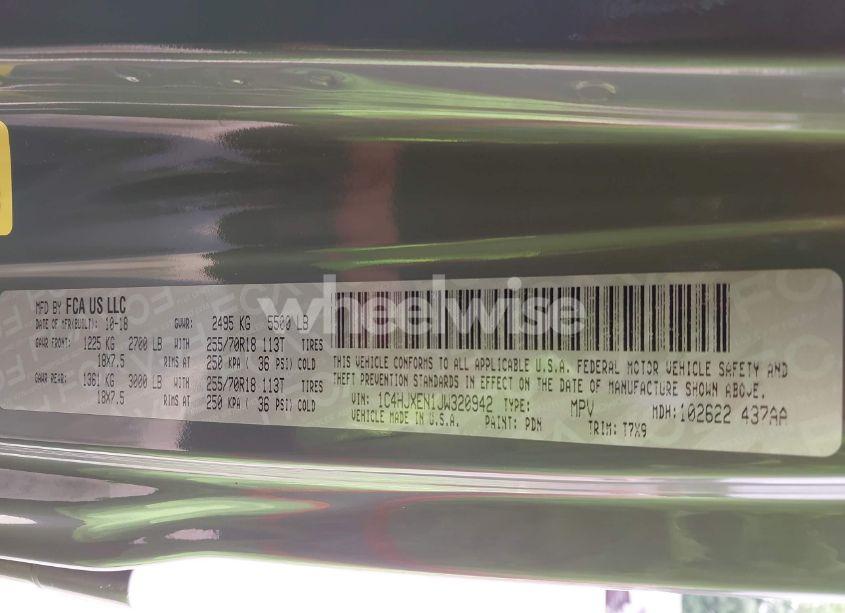 wheelwise
MFD BY FCA US LLC
DATE OF MFR(BUILT): 10-18 GVWR: 2495 KG 5500 LB
GAWR FRONT: 1225 KG 2700 LB WITH 255/70R18 113T TIRES
18X7.5 RIMS AT 250 KPA ( 36 PSI) COLD
GAWR REAR: 1361 KG 3000 LB WITH 255/70R18 113T TIRES
18X7.5 RIMS AT 250 KPA ( 36 PSI) COLD
THIS VEHICLE CONFORMS TO ALL APPLICABLE U.S.A. FEDERAL MOTOR VEHICLE SAFETY AND
THEFT PREVENTION STANDARDS IN EFFECT ON THE DATE OF MANUFACTURE SHOWN ABOVE.
VIN: 1C4HJXEN1JW320942 TYPE: MPV MDH: 102622 437AA
VEHICLE MADE IN U.S.A. PAINT: PDN TRIM: T7X9